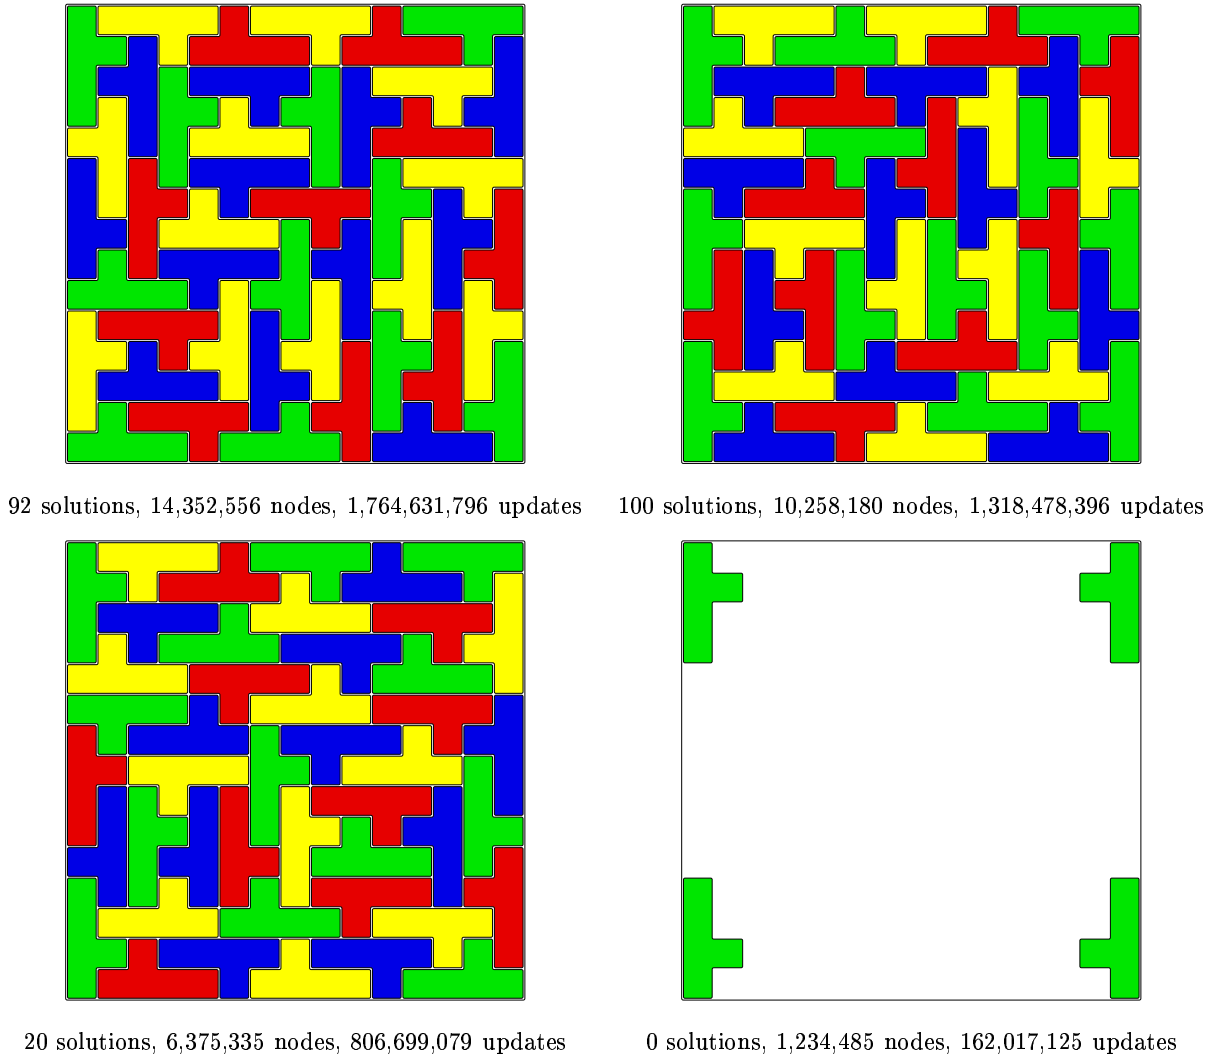 92 solutions, 14,352,556 nodes, 1,764,631,796 updates
100 solutions, 10,258,180 nodes, 1,318,478,396 updates
20 solutions, 6,375,335 nodes, 806,699,079 updates
0 solutions, 1,234,485 nodes, 162,017,125 updates